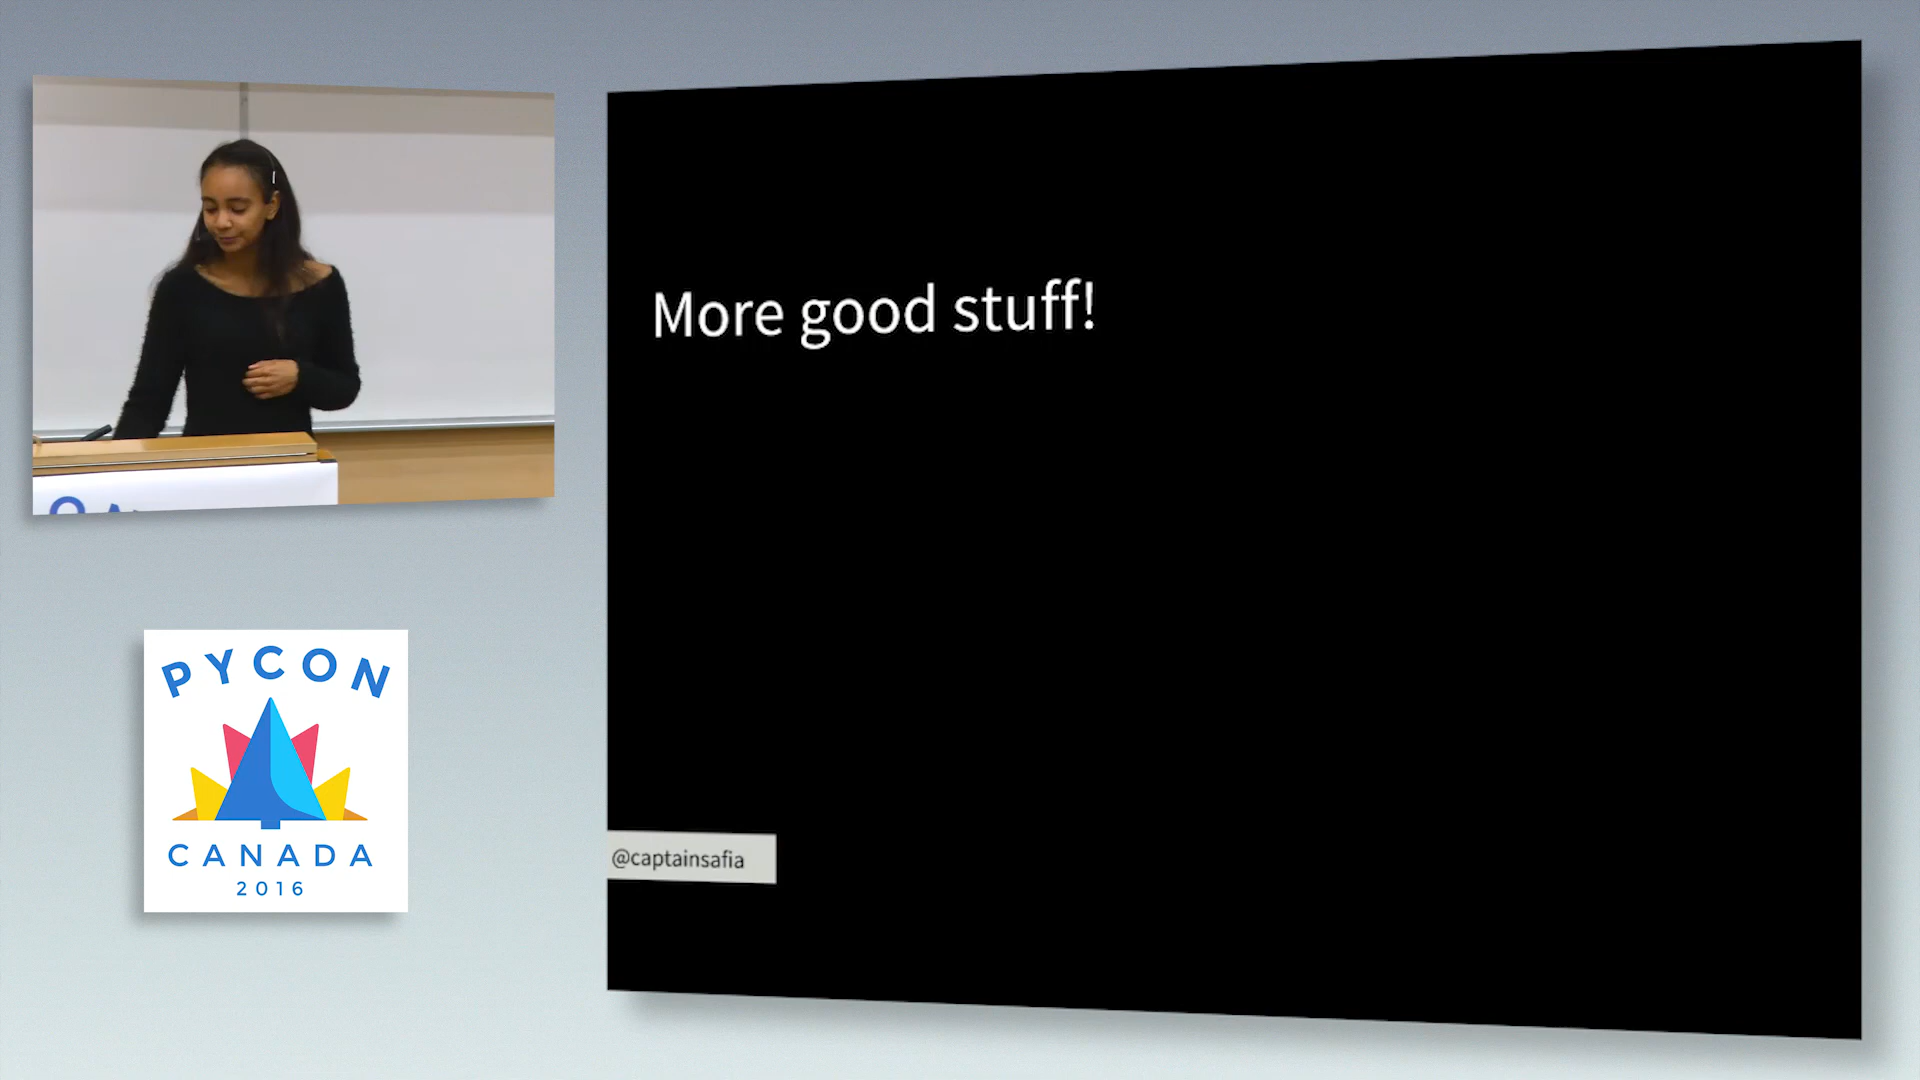 More good stuff!
@captainsafia
PYCON
CANADA
2016